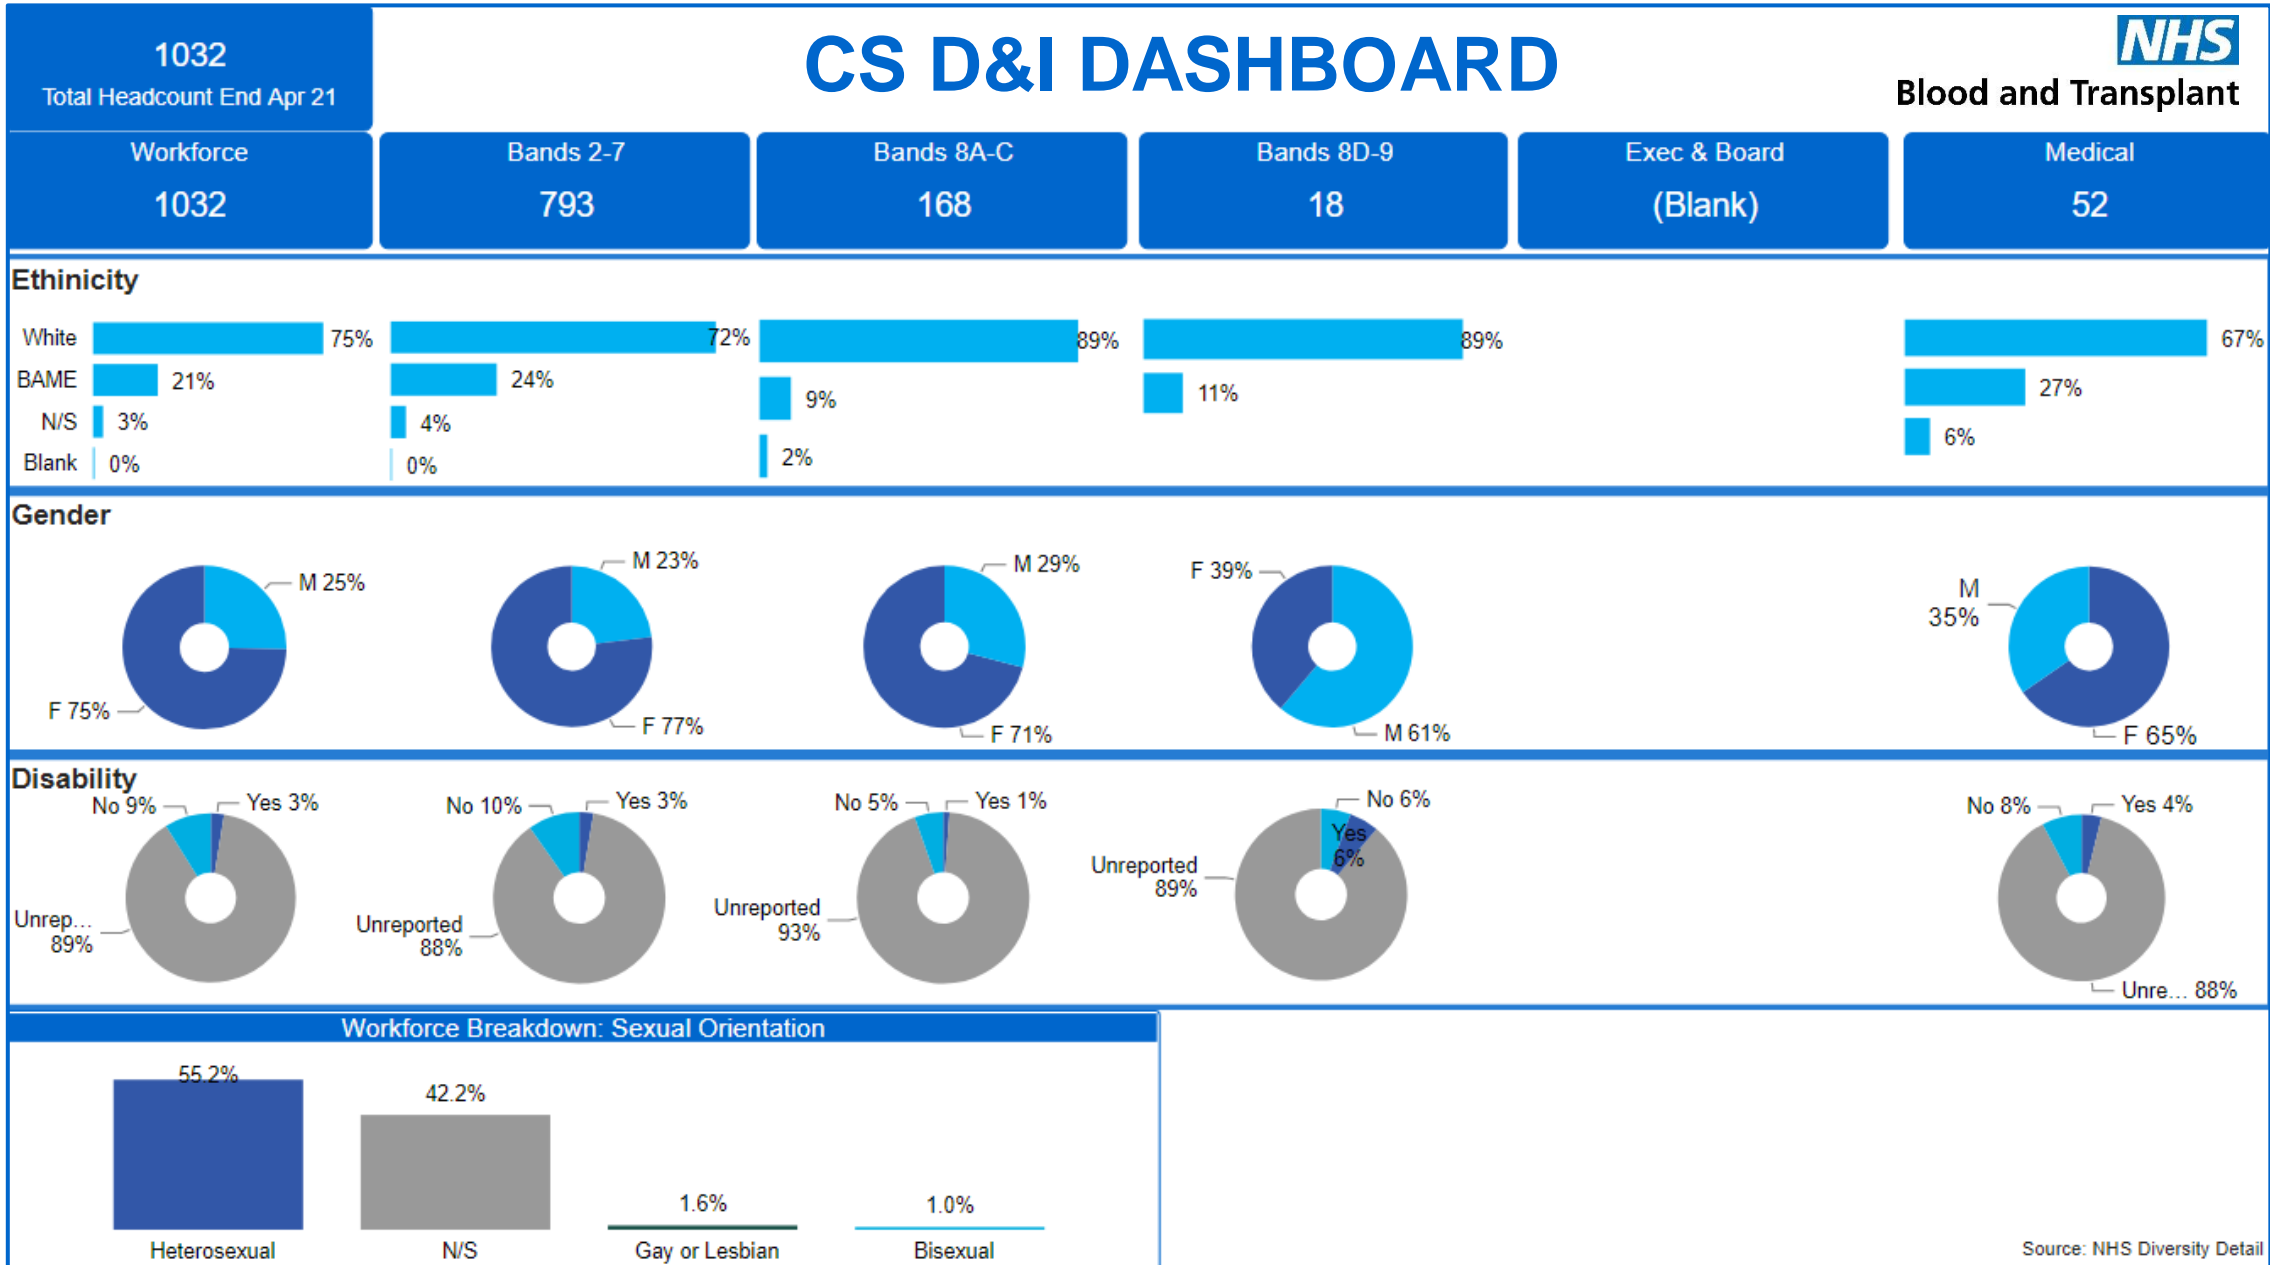 1032
Total Headcount End Apr 21
CS D&I DASHBOARD
NHS
Blood and Transplant
Workforce
1032
Bands 2-7
793
Bands 8A-C
168
Bands 8D-9
18
Exec & Board
(Blank)
Medical
52
Ethinicity
White 75% 72% 89% 89% 67%
BAME 21% 24% 9% 11% 27%
N/S 3% 4% 2% 6%
Blank 0% 0%
Gender
M 25%
F 75%
M 23%
F 77%
M 29%
F 71%
F 39%
M 61%
M
35%
F 65%
Disability
No 9% Yes 3%
Unrep...
89%
No 10% Yes 3%
Unreported
88%
No 5% Yes 1%
Unreported
93%
No 6%
Yes
6%
Unreported
89%
No 8% Yes 4%
Unre... 88%
Workforce Breakdown: Sexual Orientation
55.2%
42.2%
1.6%
1.0%
Heterosexual N/S Gay or Lesbian Bisexual
Source: NHS Diversity Detail